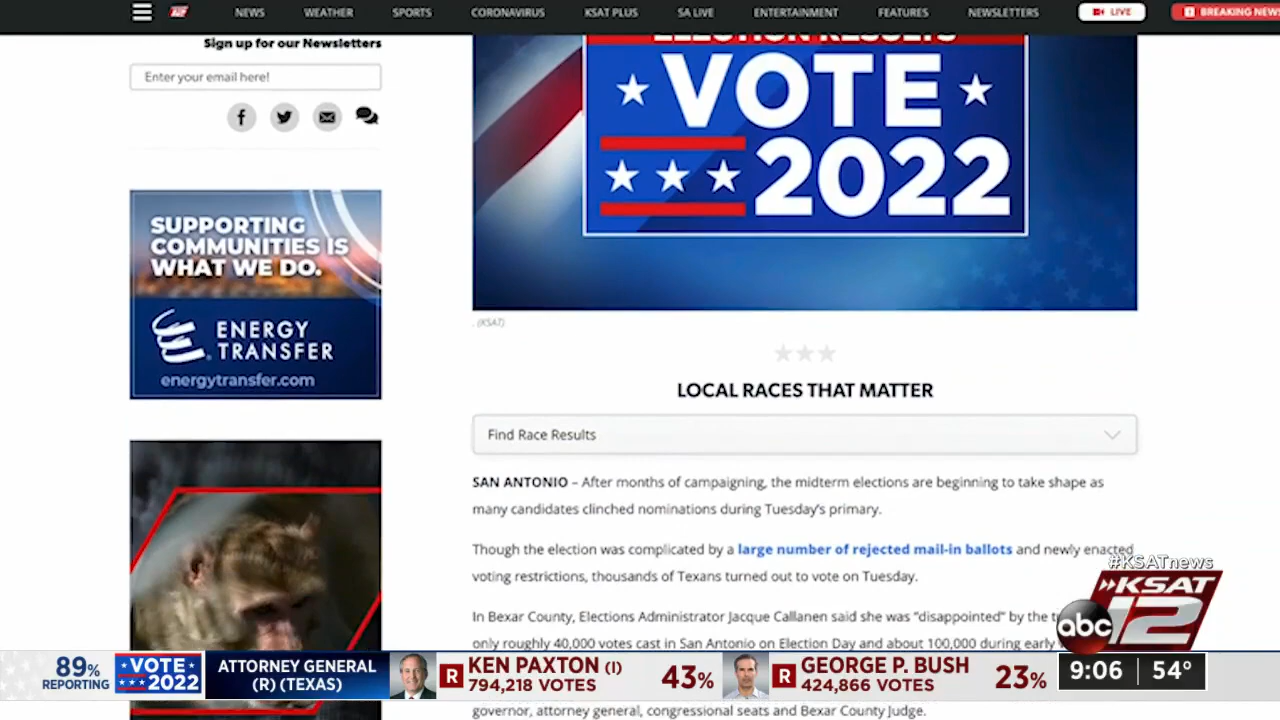 NEWS
WEATHER
SPORTS
CORONAVIRUS
KSAT PLUS
SA LIVE
ENTERTAINMENT
FEATURES
NEWSLETTERS
LIVE
BREAKING NEWS
Sign up for our Newsletters
Enter your email here!
SUPPORTING
COMMUNITIES IS
WHAT WE DO.
ENERGY
TRANSFER
energytransfer.com
ELECTION RESULTS
VOTE
2022
. (KSAT)
LOCAL RACES THAT MATTER
Find Race Results
SAN ANTONIO – After months of campaigning, the midterm elections are beginning to take shape as
many candidates clinched nominations during Tuesday's primary.
Though the election was complicated by a large number of rejected mail-in ballots and newly enacted
voting restrictions, thousands of Texans turned out to vote on Tuesday.
In Bexar County, Elections Administrator Jacque Callanen said she was "disappointed" by the
only roughly 40,000 votes cast in San Antonio on Election Day and about 100,000 during early
governor, attorney general, congressional seats and Bexar County Judge.
#KSATnews
KSAT
abc 12
89%
REPORTING
VOTE
2022
ATTORNEY GENERAL
(R) (TEXAS)
R KEN PAXTON (I)
794,218 VOTES
43%
R GEORGE P. BUSH
424,866 VOTES
23%
9:06 54°